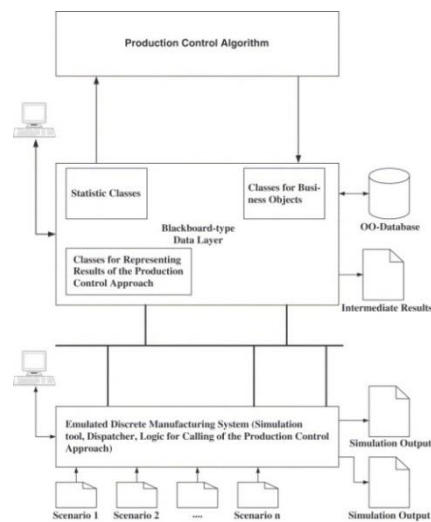 Production Control Algorithm
Statistic Classes
Classes for Busi-
ness Objects
Blackboard-type
Data Layer
OO-Database
Classes for Representing
Results of the Production
Control Approach
Intermediate Results
Emulated Discrete Manufacturing System (Simulation
tool, Dispatcher, Logic for Calling of the Production Control
Approach)
Simulation Output
Scenario 1
Scenario 2
....
Scenario n
Simulation Output